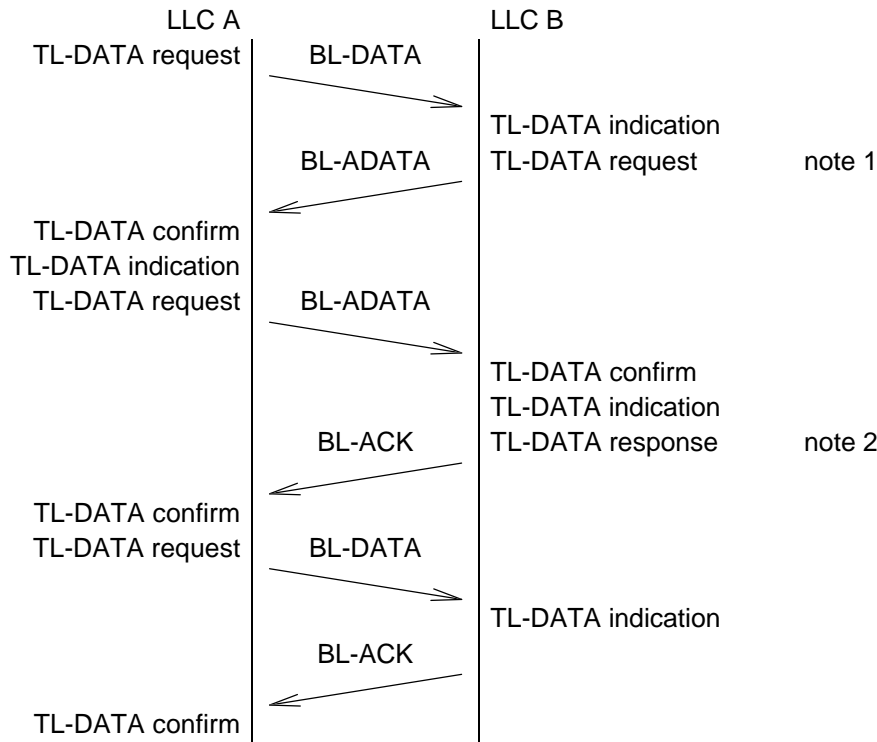 LLC A LLC B
TL-DATA request BL-DATA
TL-DATA indication
BL-ADATA TL-DATA request note 1
TL-DATA confirm
TL-DATA indication
TL-DATA request BL-ADATA
TL-DATA confirm
TL-DATA indication
BL-ACK TL-DATA response note 2
TL-DATA confirm
TL-DATA request BL-DATA
TL-DATA indication
BL-ACK
TL-DATA confirm